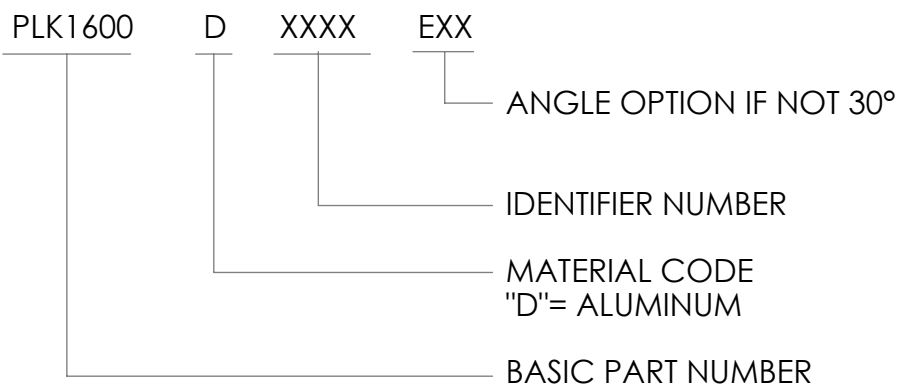 PLK1600 D XXXX EXX
ANGLE OPTION IF NOT 30°
IDENTIFIER NUMBER
MATERIAL CODE
"D"= ALUMINUM
BASIC PART NUMBER